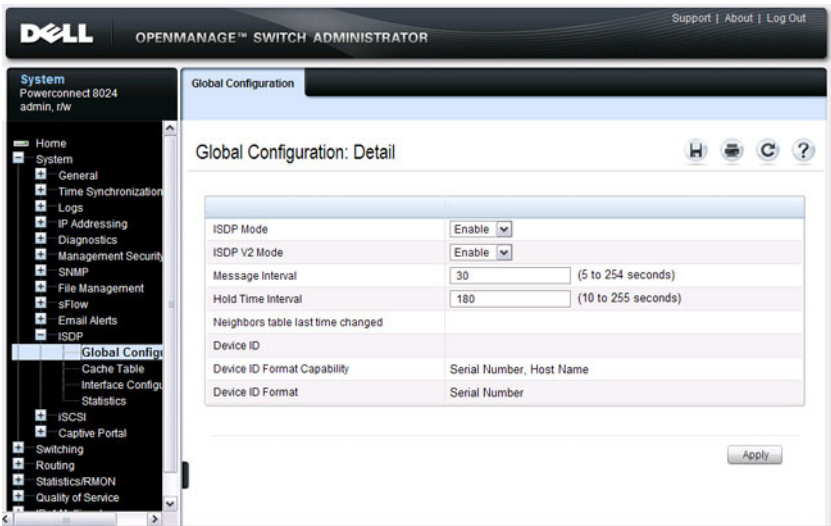 Support | About | Log Out
DELL
OPENMANAGE™ SWITCH ADMINISTRATOR
System
Powerconnect 8024
admin, r/w
Global Configuration
Home
System
General
Time Synchronization
Logs
IP Addressing
Diagnostics
Management Security
SNMP
File Management
sFlow
Email Alerts
ISDP
Global Configu
Cache Table
Interface Configu
Statistics
iSCSI
Captive Portal
Switching
Routing
Statistics/RMON
Quality of Service
Global Configuration: Detail
ISDP Mode Enable
ISDP V2 Mode Enable
Message Interval 30 (5 to 254 seconds)
Hold Time Interval 180 (10 to 255 seconds)
Neighbors table last time changed
Device ID
Device ID Format Capability Serial Number, Host Name
Device ID Format Serial Number
Apply